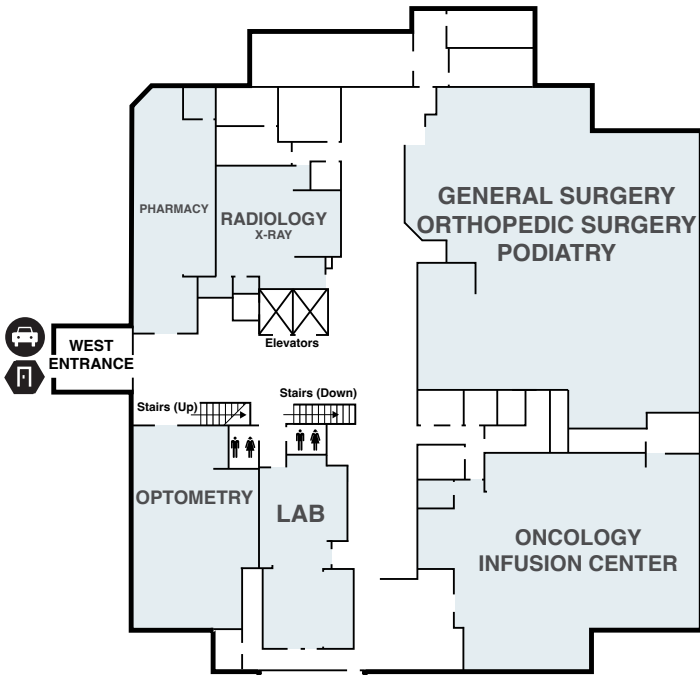 GENERAL SURGERY
ORTHOPEDIC SURGERY
PODIATRY
PHARMACY
RADIOLOGY
X-RAY
Elevators
WEST
ENTRANCE
Stairs (Up)
Stairs (Down)
OPTOMETRY
LAB
ONCOLOGY
INFUSION CENTER